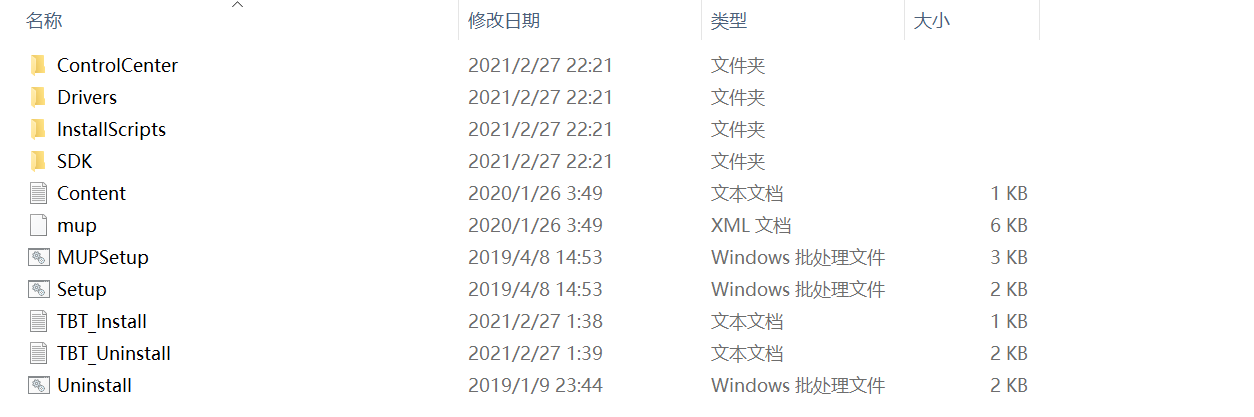 名称 修改日期 类型 大小
ControlCenter 2021/2/27 22:21 文件夹
Drivers 2021/2/27 22:21 文件夹
InstallScripts 2021/2/27 22:21 文件夹
SDK 2021/2/27 22:21 文件夹
Content 2020/1/26 3:49 文本文档 1 KB
mup 2020/1/26 3:49 XML 文档 6 KB
MUPSetup 2019/4/8 14:53 Windows 批处理文件 3 KB
Setup 2019/4/8 14:53 Windows 批处理文件 2 KB
TBT_Install 2021/2/27 1:38 文本文档 1 KB
TBT_Uninstall 2021/2/27 1:39 文本文档 2 KB
Uninstall 2019/1/9 23:44 Windows 批处理文件 2 KB